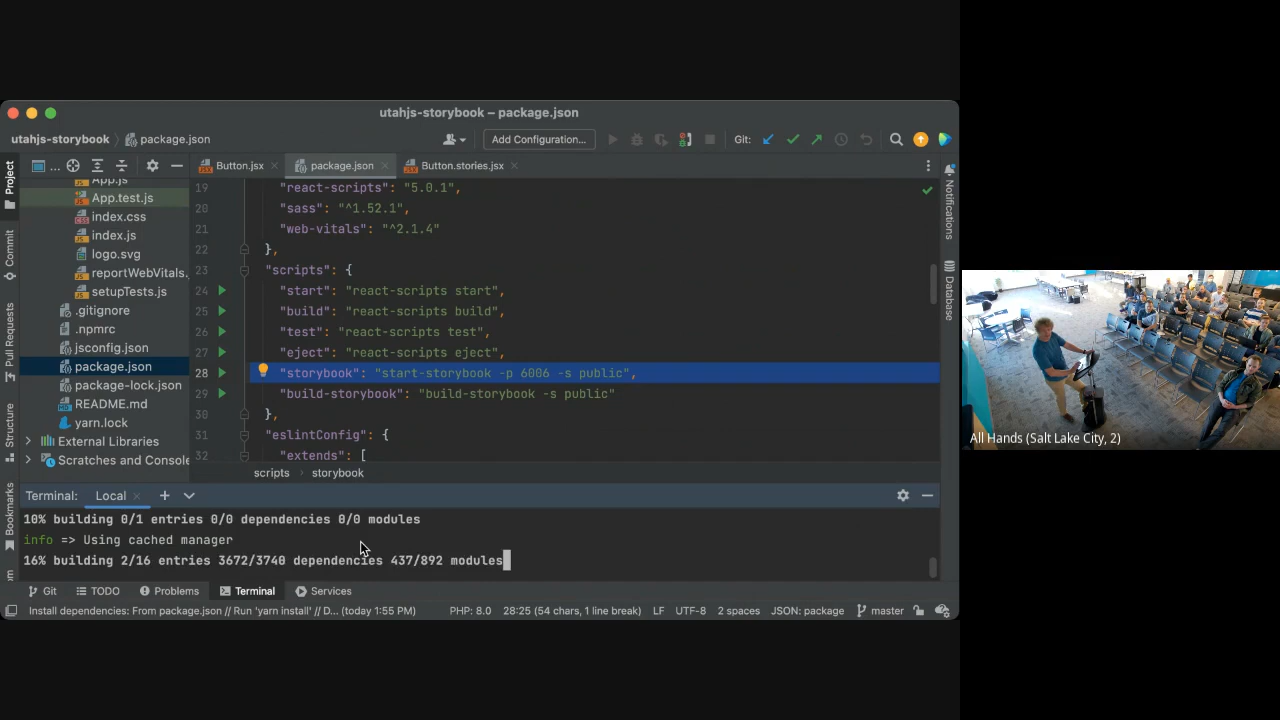 utahjs-storybook – package.json
utahjs-storybook
package.json
Add Configuration...
Git:
Project
Commit
Pull Requests
Structure
Bookmarks
...
App.js
App.test.js
index.css
index.js
logo.svg
reportWebVitals.
setupTests.js
.gitignore
.npmrc
jsconfig.json
package.json
package-lock.json
README.md
yarn.lock
External Libraries
Scratches and Console
Button.jsx
package.json
Button.stories.jsx
19 "react-scripts": "5.0.1",
20 "sass": "^1.52.1",
21 "web-vitals": "^2.1.4"
22 },
23 "scripts": {
24 "start": "react-scripts start",
25 "build": "react-scripts build",
26 "test": "react-scripts test",
27 "eject": "react-scripts eject",
28 "storybook": "start-storybook -p 6006 -s public",
29 "build-storybook": "build-storybook -s public"
30 },
31 "eslintConfig": {
32 "extends": [
scripts
storybook
Notifications
Database
Terminal:
Local
10% building 0/1 entries 0/0 dependencies 0/0 modules
info => Using cached manager
16% building 2/16 entries 3672/3740 dependencies 437/892 modules
Git
TODO
Problems
Terminal
Services
Install dependencies: From package.json // Run 'yarn install' // D... (today 1:55 PM)
PHP: 8.0
28:25 (54 chars, 1 line break)
LF
UTF-8
2 spaces
JSON: package
master
All Hands (Salt Lake City, 2)